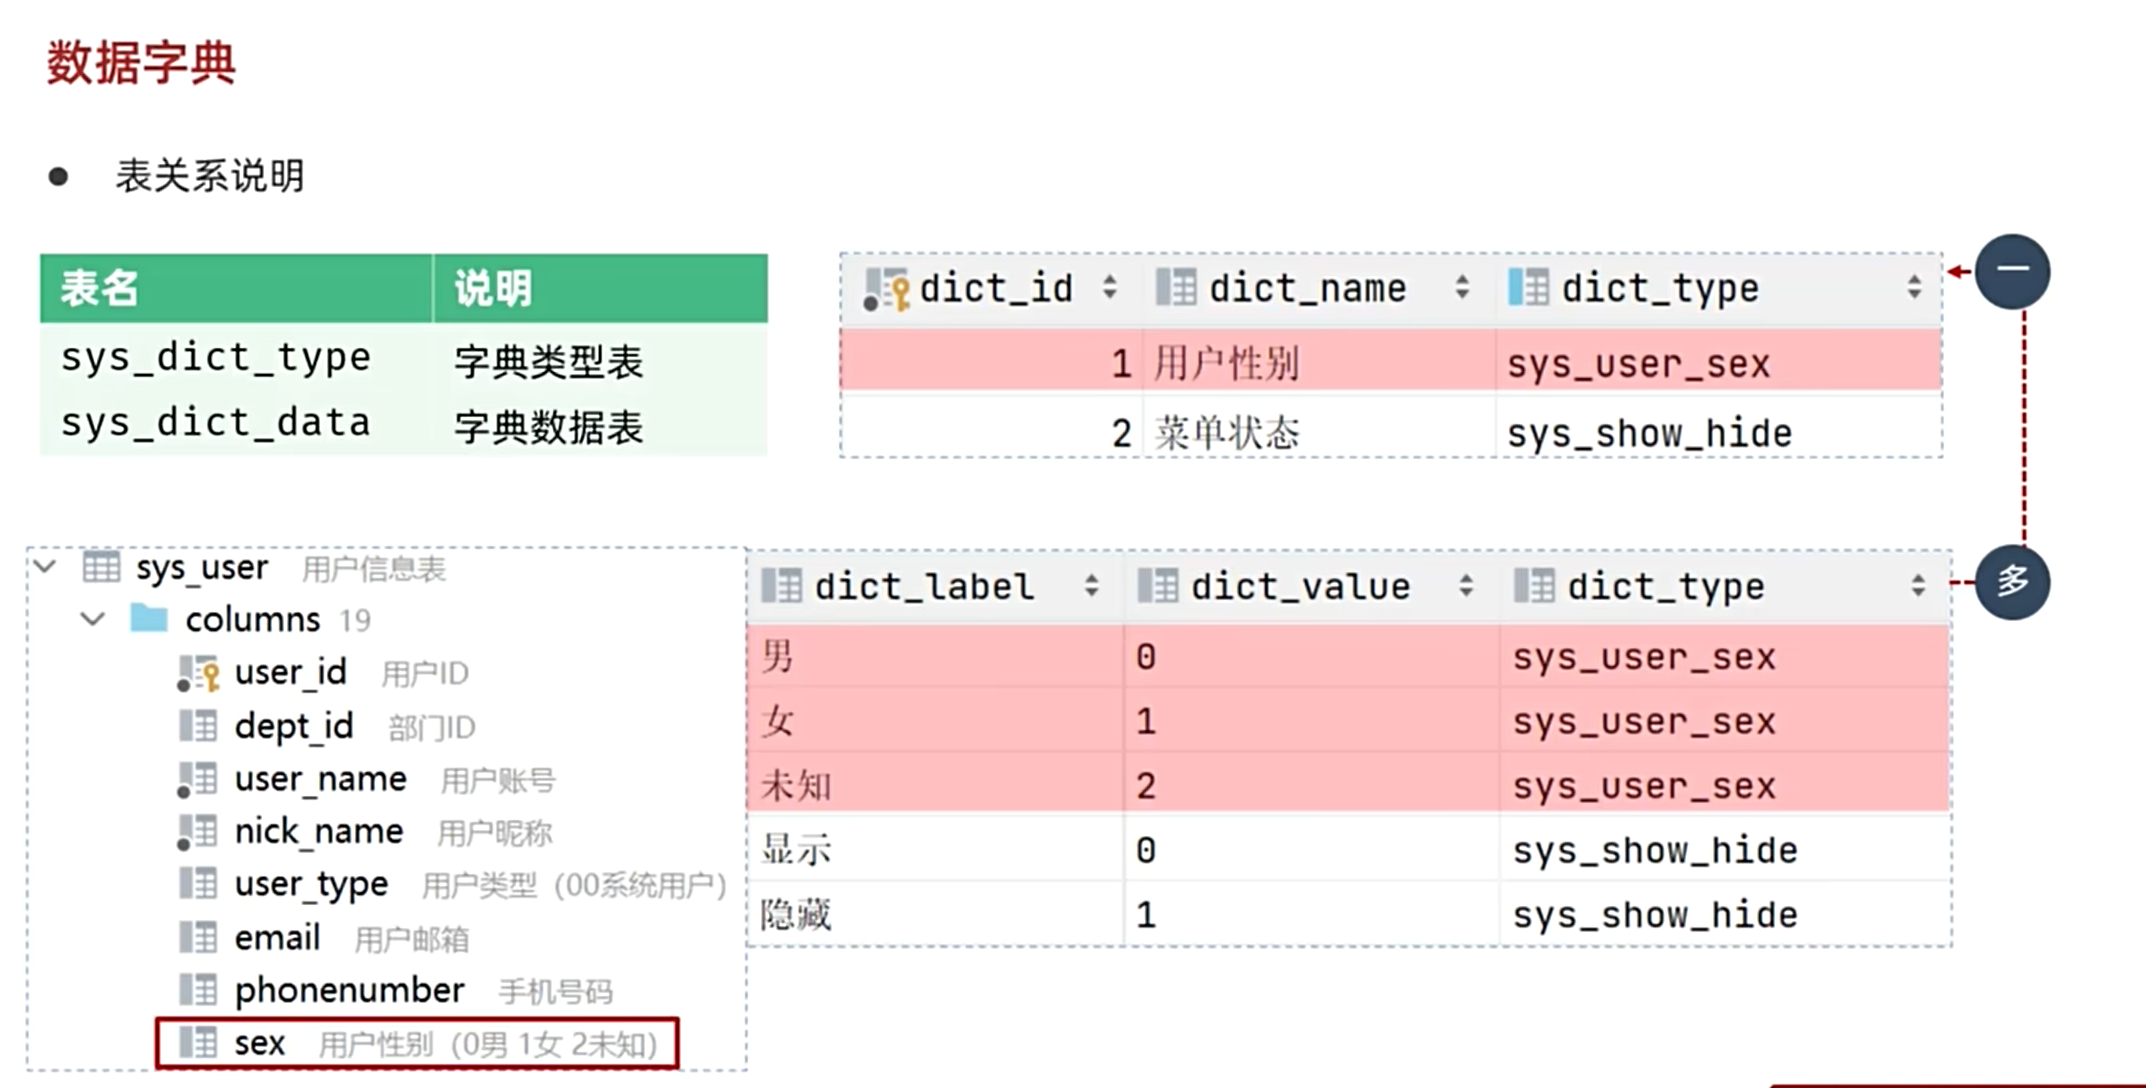 数据字典
● 表关系说明
表名 说明
sys_dict_type 字典类型表
sys_dict_data 字典数据表
dict_id dict_name dict_type
1 用户性别 sys_user_sex
2 菜单状态 sys_show_hide
一
多
sys_user 用户信息表
columns 19
user_id 用户ID
dept_id 部门ID
user_name 用户账号
nick_name 用户昵称
user_type 用户类型（00系统用户）
email 用户邮箱
phonenumber 手机号码
sex 用户性别（0男 1女 2未知）
dict_label dict_value dict_type
男 0 sys_user_sex
女 1 sys_user_sex
未知 2 sys_user_sex
显示 0 sys_show_hide
隐藏 1 sys_show_hide